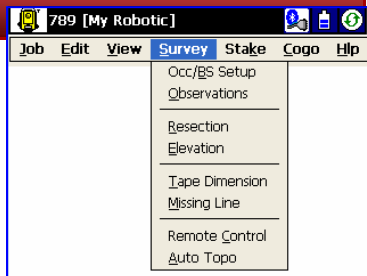 789 [My Robotic]
Job Edit View Survey Stake Cogo Hlp
Occ/BS Setup
Observations
Resection
Elevation
Tape Dimension
Missing Line
Remote Control
Auto Topo